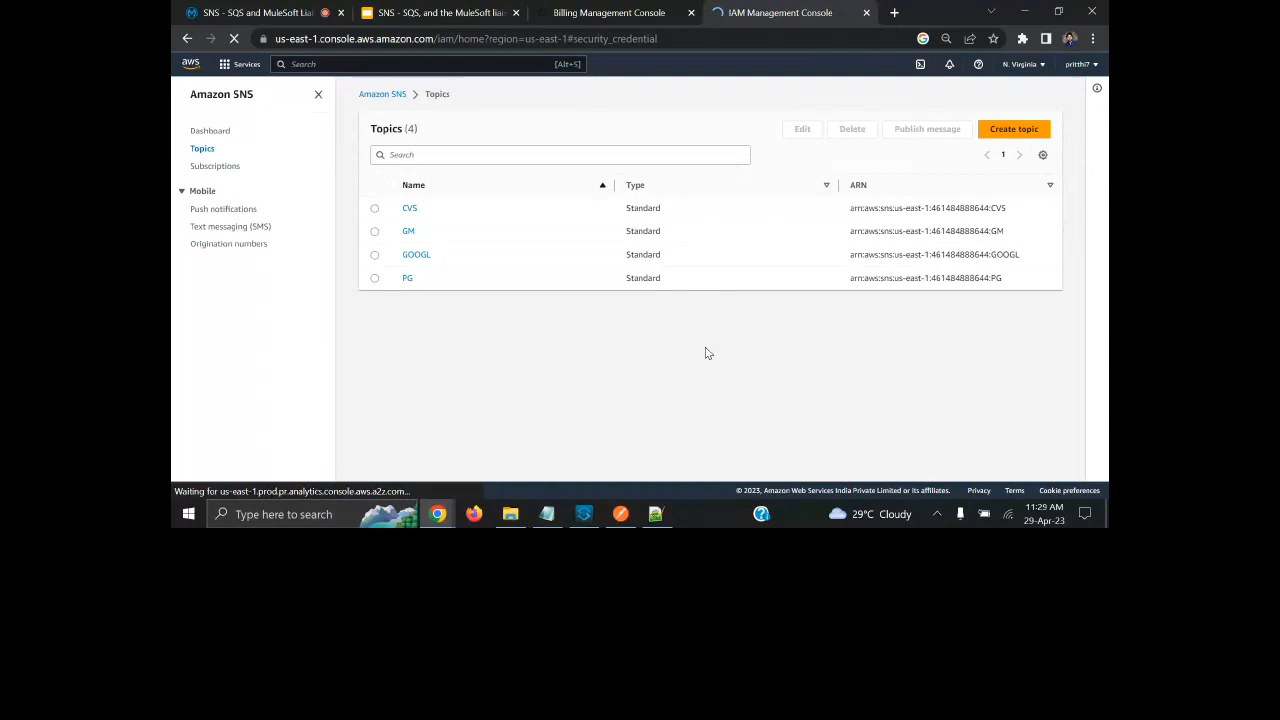 SNS - SQS and MuleSoft Liai
SNS - SQS, and the MuleSoft liai
Billing Management Console
IAM Management Console
us-east-1.console.aws.amazon.com/iam/home?region=us-east-1#security_credential
aws
Services
Search
[Alt+S]
N. Virginia
pritthi7
Amazon SNS
Dashboard
Topics
Subscriptions
Mobile
Push notifications
Text messaging (SMS)
Origination numbers
Amazon SNS
Topics
Topics (4)
Edit
Delete
Publish message
Create topic
Search
1
Name Type ARN
CVS Standard arn:aws:sns:us-east-1:461484888644:CVS
GM Standard arn:aws:sns:us-east-1:461484888644:GM
GOOGL Standard arn:aws:sns:us-east-1:461484888644:GOOGL
PG Standard arn:aws:sns:us-east-1:461484888644:PG
Waiting for us-east-1.prod.pr.analytics.console.aws.a2z.com...
© 2023, Amazon Web Services India Private Limited or its affiliates.
Privacy
Terms
Cookie preferences
Type here to search
29°C Cloudy
11:29 AM
29-Apr-23